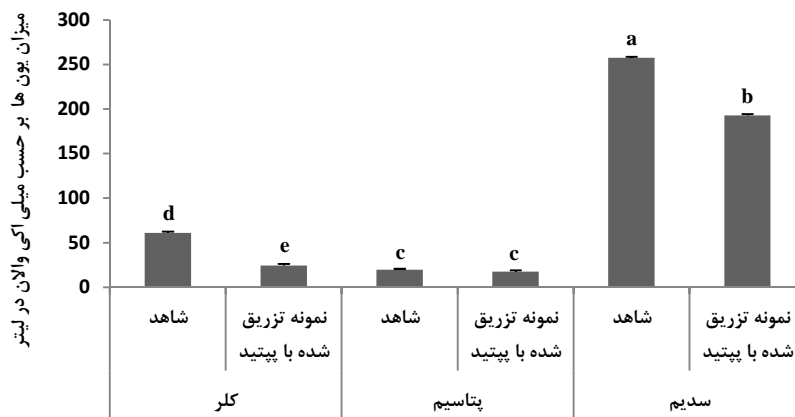 میزان یون ها بر حسب میلی اکی والان در لیتر
300
250
200
150
100
50
0
d
e
c
c
a
b
شاهد
نمونه تزریق
شده با پپتید
شاهد
نمونه تزریق
شده با پپتید
شاهد
نمونه تزریق
شده با پپتید
کلر
پتاسیم
سدیم